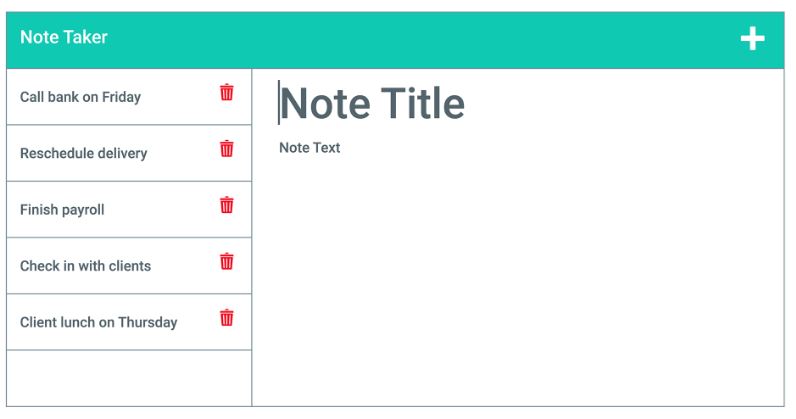 Note Taker
Call bank on Friday
Reschedule delivery
Finish payroll
Check in with clients
Client lunch on Thursday
Note Title
Note Text